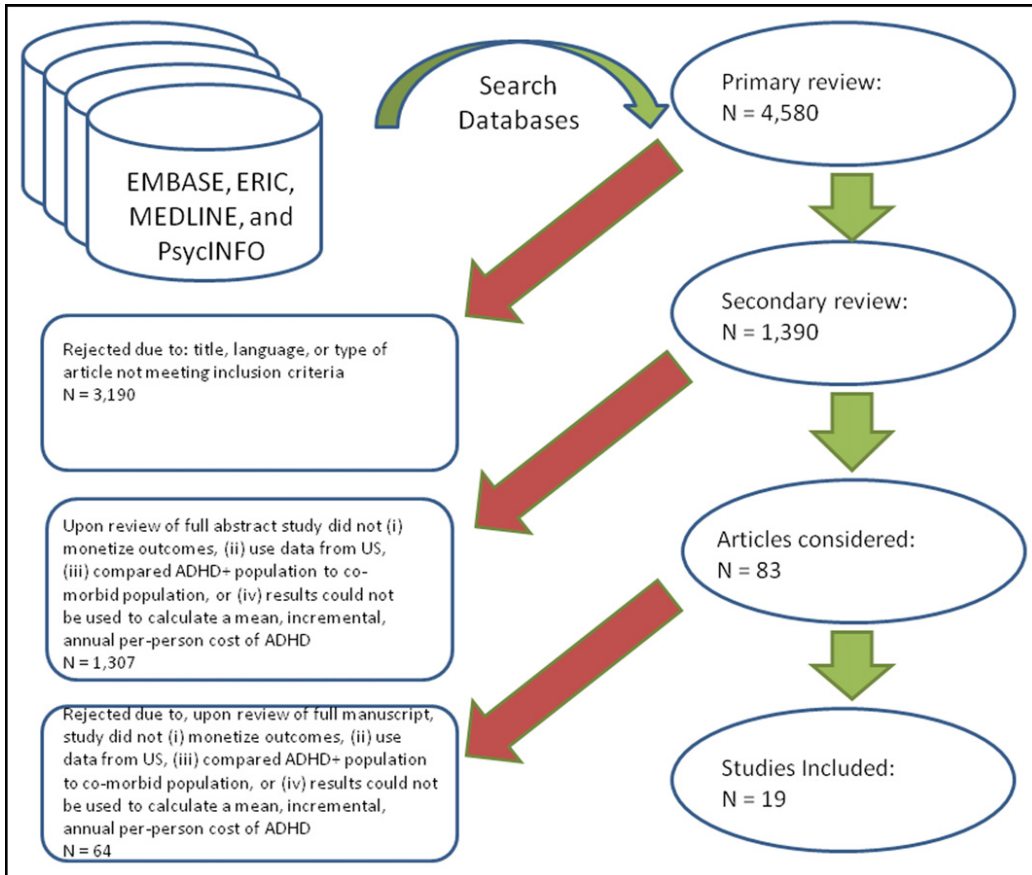 EMBASE, ERIC,
MEDLINE, and
PsycINFO
Search
Databases
Primary review:
N = 4,580
Secondary review:
N = 1,390
Rejected due to: title, language, or type of
article not meeting inclusion criteria
N = 3,190
Upon review of full abstract study did not (i)
monetize outcomes, (ii) use data from US,
(iii) compared ADHD+ population to co-
morbid population, or (iv) results could not
be used to calculate a mean, incremental,
annual per-person cost of ADHD
N = 1,307
Articles considered:
N = 83
Rejected due to, upon review of full manuscript,
study did not (i) monetize outcomes, (ii) use
data from US, (iii) compared ADHD+ population
to co-morbid population, or (iv) results could not
be used to calculate a mean, incremental,
annual per-person cost of ADHD
N = 64
Studies Included:
N = 19